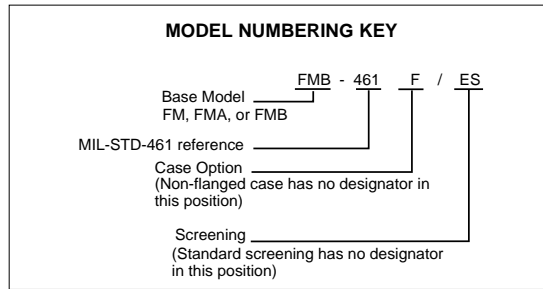 MODEL NUMBERING KEY
FMB - 461 F / ES
Base Model
FM, FMA, or FMB
MIL-STD-461 reference
Case Option
(Non-flanged case has no designator in
this position)
Screening
(Standard screening has no designator
in this position)